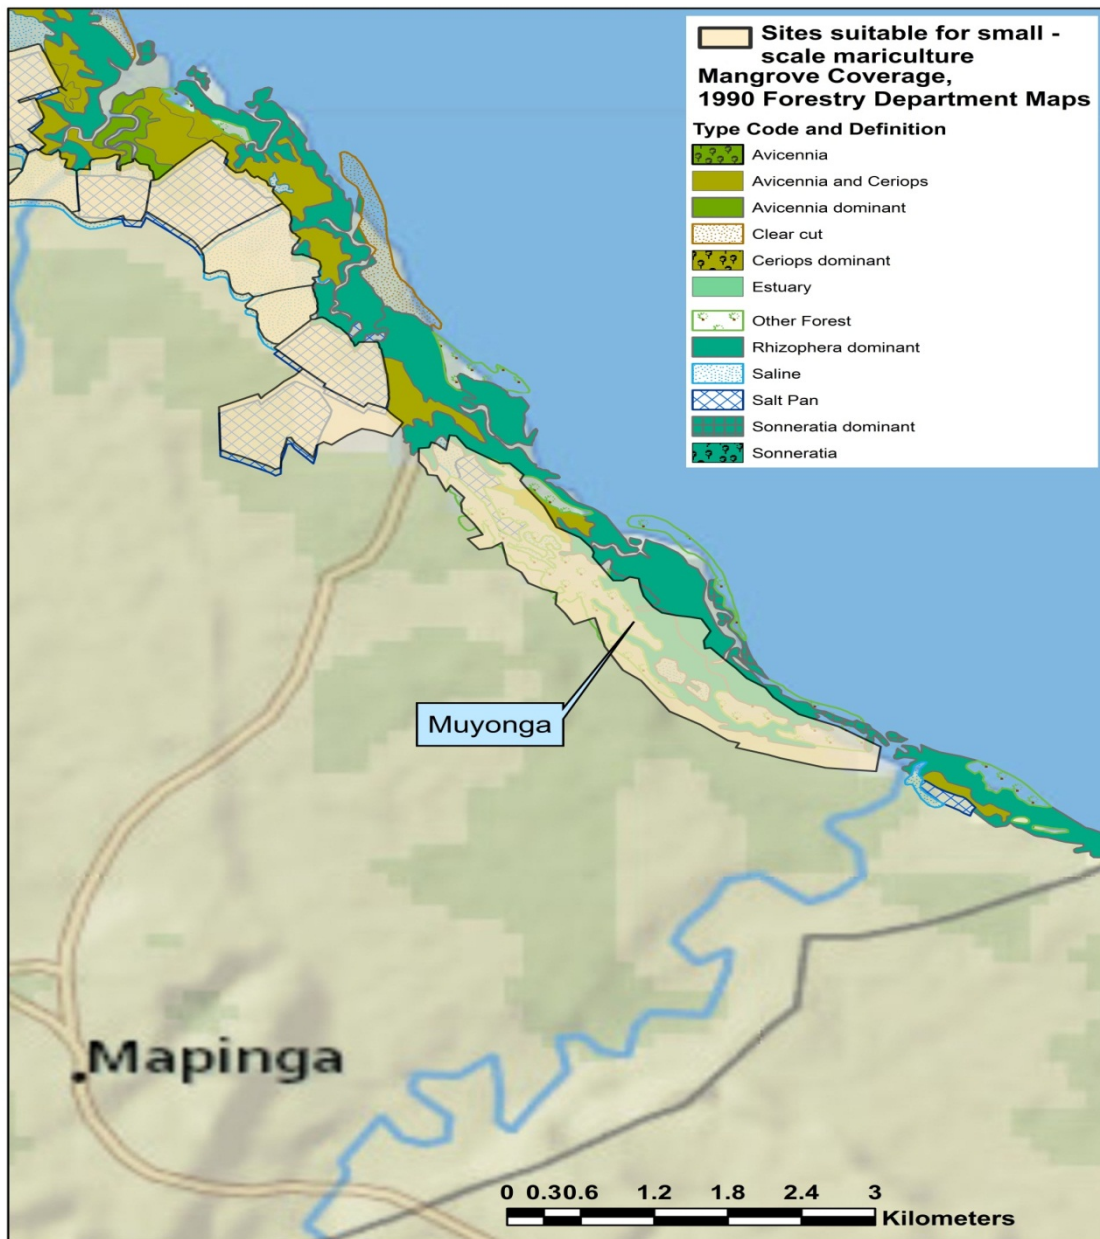 Sites suitable for small -
scale mariculture
Mangrove Coverage,
1990 Forestry Department Maps
Type Code and Definition
Avicennia
Avicennia and Ceriops
Avicennia dominant
Clear cut
Ceriops dominant
Estuary
Other Forest
Rhizophera dominant
Saline
Salt Pan
Sonneratia dominant
Sonneratia
Muyonga
Mapinga
0 0.30.6 1.2 1.8 2.4 3
Kilometers